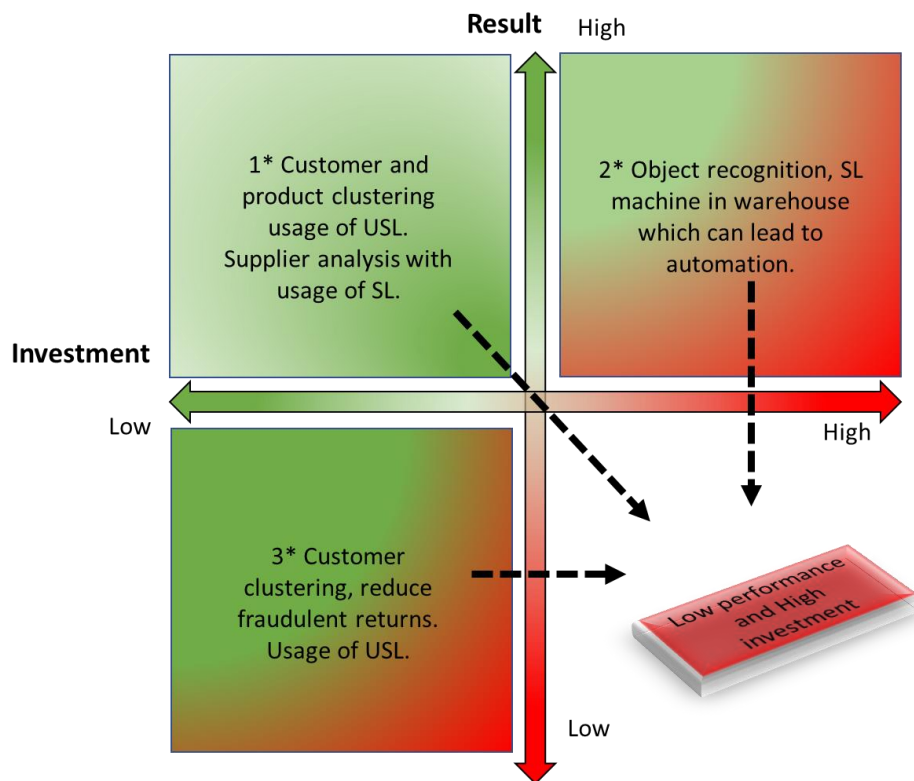 Result
High
1* Customer and
product clustering
usage of USL.
Supplier analysis with
usage of SL.
2* Object recognition, SL
machine in warehouse
which can lead to
automation.
Investment
Low
High
3* Customer
clustering, reduce
fraudulent returns.
Usage of USL.
Low performance
and High
investment
Low